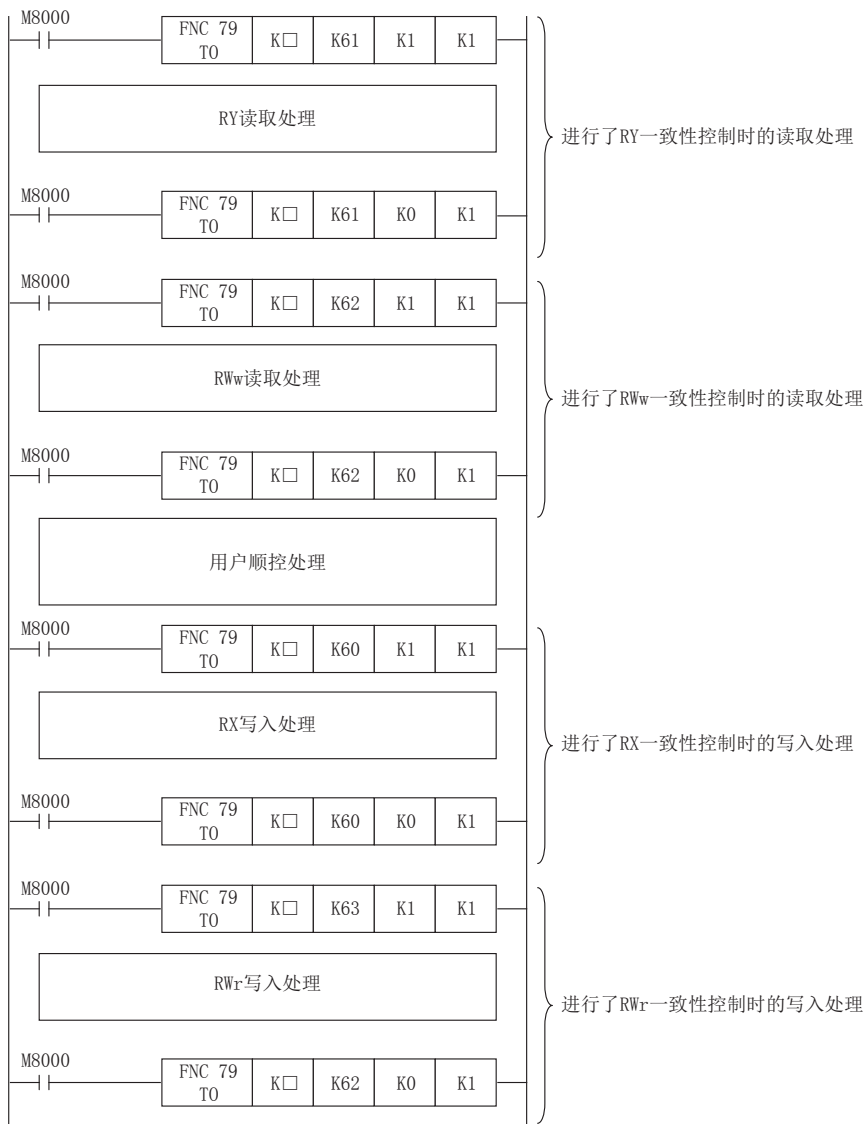 M8000
FNC 79 TO K□ K61 K1 K1
RY读取处理
进行了RY一致性控制时的读取处理
M8000
FNC 79 TO K□ K61 K0 K1
M8000
FNC 79 TO K□ K62 K1 K1
RWw读取处理
进行了RWw一致性控制时的读取处理
M8000
FNC 79 TO K□ K62 K0 K1
用户顺控处理
M8000
FNC 79 TO K□ K60 K1 K1
RX写入处理
进行了RX一致性控制时的写入处理
M8000
FNC 79 TO K□ K60 K0 K1
M8000
FNC 79 TO K□ K63 K1 K1
RWr写入处理
进行了RWr一致性控制时的写入处理
M8000
FNC 79 TO K□ K62 K0 K1